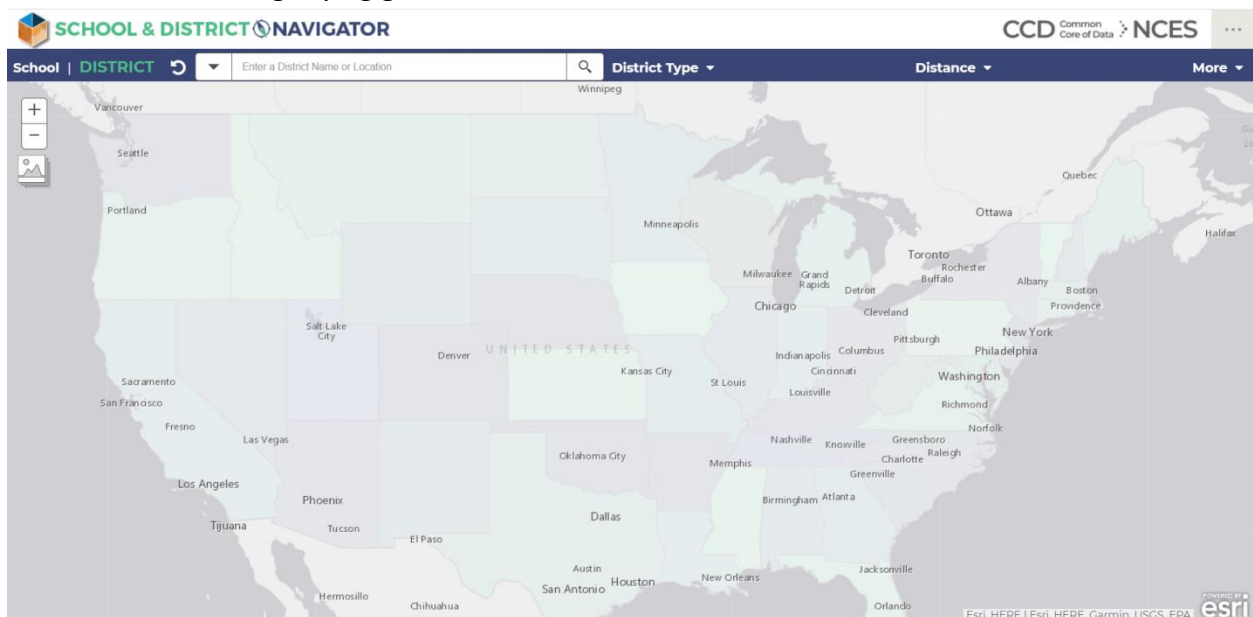 SCHOOL & DISTRICT NAVIGATOR
CCD Common Core of Data NCES
School | DISTRICT
Enter a District Name or Location
District Type
Distance
More
Winnipeg
Vancouver
Seattle
Quebec
Portland
Ottawa
Minneapolis
Halifax
Toronto
Rochester
Buffalo
Milwaukee
Grand Rapids
Detroit
Albany
Boston
Providence
Chicago
Cleveland
Salt Lake City
New York
Pittsburgh
Philadelphia
UNITED STATES
Denver
Indianapolis
Columbus
Kansas City
Cincinnati
Washington
St Louis
Louisville
Sacramento
San Francisco
Richmond
Fresno
Norfolk
Las Vegas
Nashville
Knoxville
Greensboro
Raleigh
Charlotte
Oklahoma City
Memphis
Greenville
Los Angeles
Phoenix
Birmingham
Atlanta
Dallas
Tijuana
Tucson
El Paso
Austin
San Antonio
Houston
New Orleans
Jacksonville
Hermosillo
Chihuahua
Orlando
Esri, HERE | Esri, HERE, Garmin, USGS, EPA
POWERED BY
esri